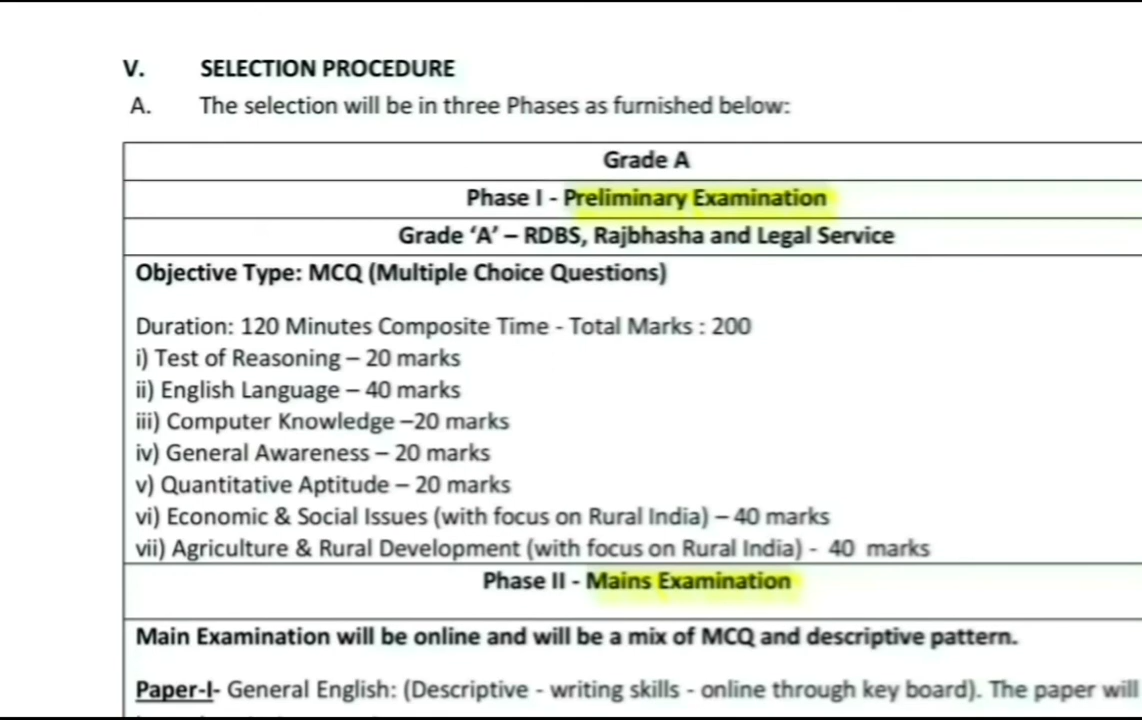 V. SELECTION PROCEDURE
A. The selection will be in three Phases as furnished below:
Grade A
Phase I - Preliminary Examination
Grade ‘A’ – RDBS, Rajbhasha and Legal Service
Objective Type: MCQ (Multiple Choice Questions)
Duration: 120 Minutes Composite Time - Total Marks : 200
i) Test of Reasoning – 20 marks
ii) English Language – 40 marks
iii) Computer Knowledge –20 marks
iv) General Awareness – 20 marks
v) Quantitative Aptitude – 20 marks
vi) Economic & Social Issues (with focus on Rural India) – 40 marks
vii) Agriculture & Rural Development (with focus on Rural India) - 40 marks
Phase II - Mains Examination
Main Examination will be online and will be a mix of MCQ and descriptive pattern.
Paper-I- General English: (Descriptive - writing skills - online through key board). The paper will